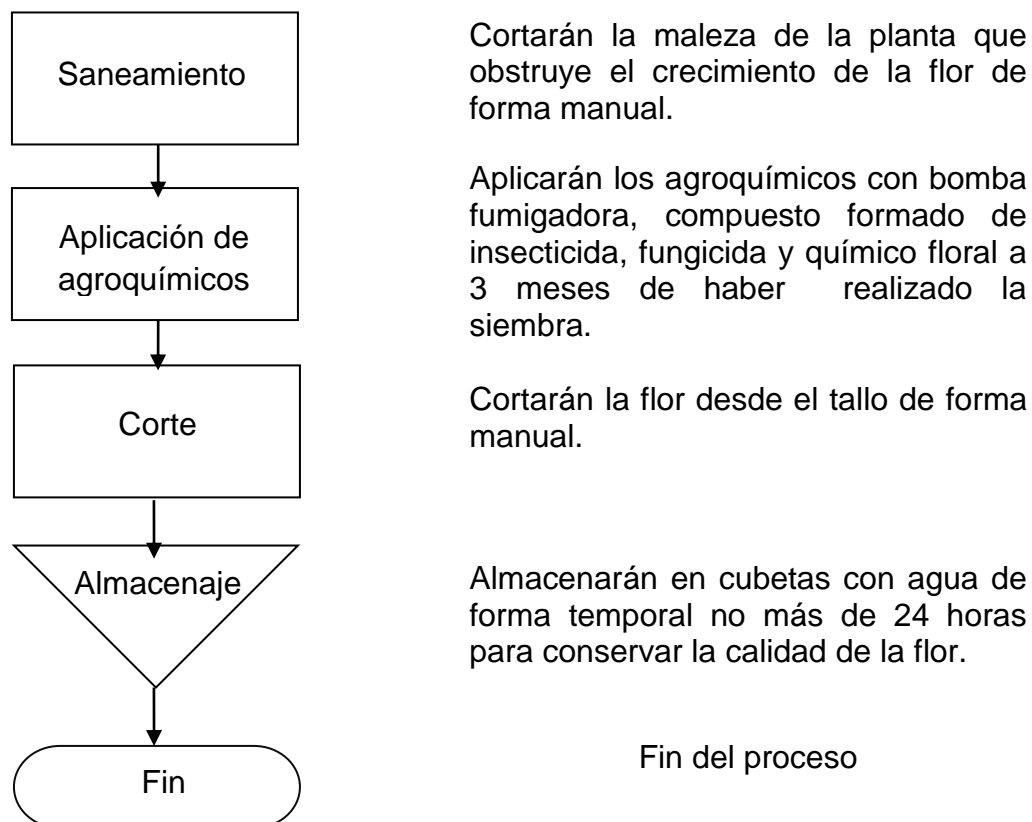 Saneamiento
Cortarán la maleza de la planta que
obstruye el crecimiento de la flor de
forma manual.
Aplicación de
agroquímicos
Aplicarán los agroquímicos con bomba
fumigadora, compuesto formado de
insecticida, fungicida y químico floral a
3 meses de haber realizado la
siembra.
Corte
Cortarán la flor desde el tallo de forma
manual.
Almacenaje
Almacenarán en cubetas con agua de
forma temporal no más de 24 horas
para conservar la calidad de la flor.
Fin
Fin del proceso